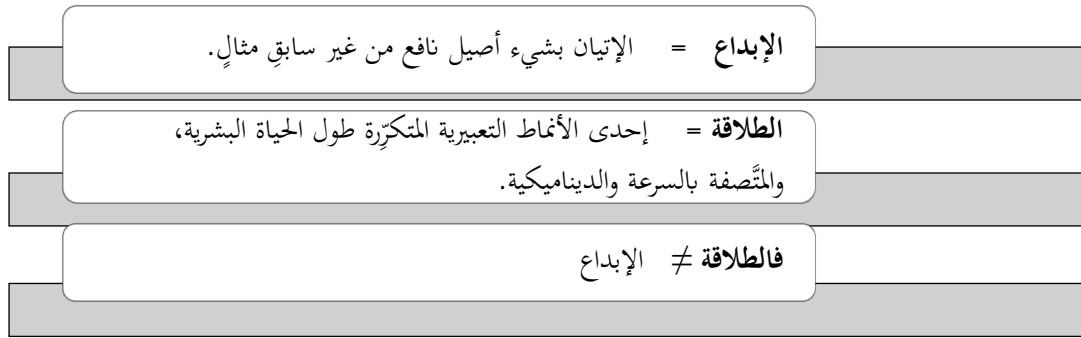 الإبداع = الإتيان بشيء أصيل نافع من غير سابقِ مثالٍ.
الطلاقة = إحدى الأنماط التعبيرية المتكرّرِة طول الحياة البشرية،
والمتَّصفة بالسرعة والديناميكية.
فالطلاقة ≠ الإبداع